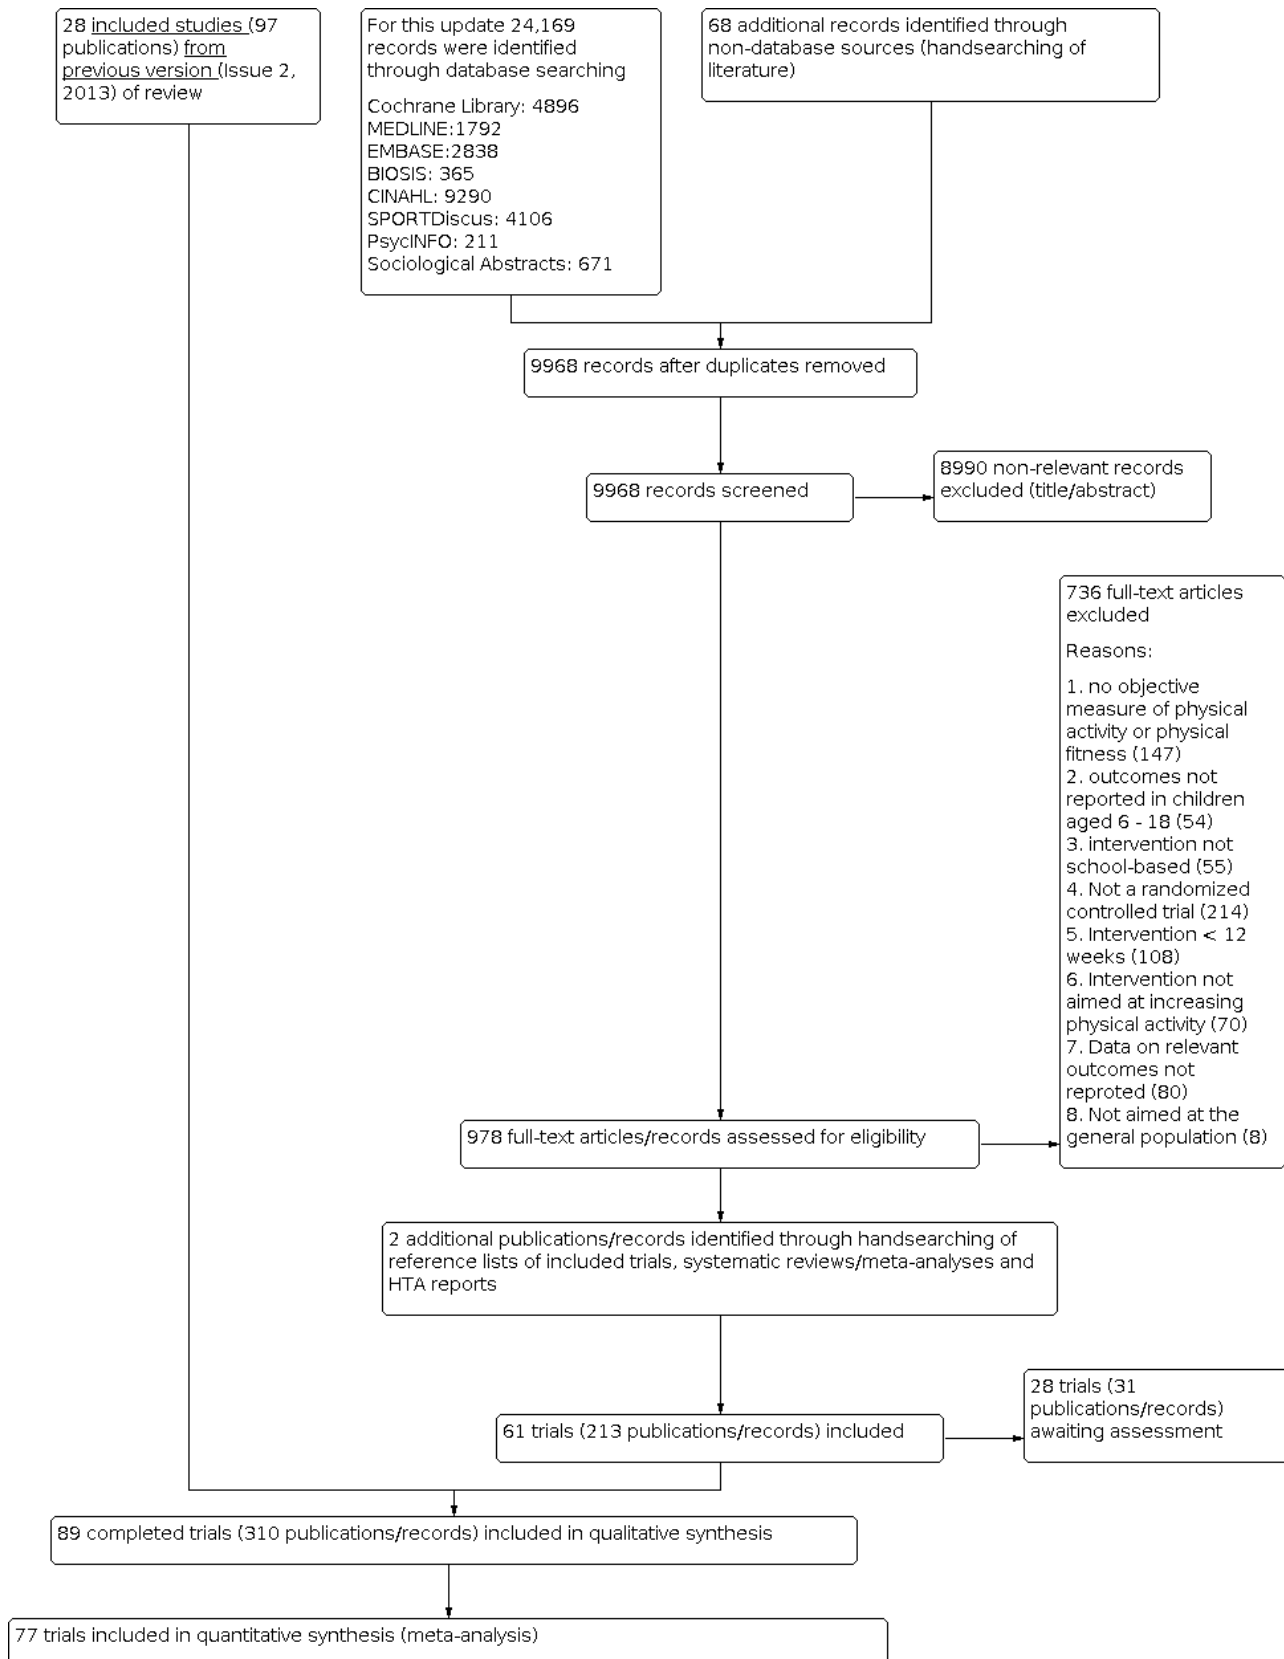 28 included studies (97
publications) from
previous version (Issue 2,
2013) of review
For this update 24,169
records were identified
through database searching
Cochrane Library: 4896
MEDLINE:1792
EMBASE:2838
BIOSIS: 365
CINAHL: 9290
SPORTDiscus: 4106
PsycINFO: 211
Sociological Abstracts: 671
68 additional records identified through
non-database sources (handsearching of
literature)
9968 records after duplicates removed
9968 records screened
8990 non-relevant records
excluded (title/abstract)
736 full-text articles
excluded
Reasons:
1. no objective
measure of physical
activity or physical
fitness (147)
2. outcomes not
reported in children
aged 6 - 18 (54)
3. intervention not
school-based (55)
4. Not a randomized
controlled trial (214)
5. Intervention < 12
weeks (108)
6. Intervention not
aimed at increasing
physical activity (70)
7. Data on relevant
outcomes not
reproted (80)
8. Not aimed at the
general population (8)
978 full-text articles/records assessed for eligibility
2 additional publications/records identified through handsearching of
reference lists of included trials, systematic reviews/meta-analyses and
HTA reports
28 trials (31
publications/records)
awaiting assessment
61 trials (213 publications/records) included
89 completed trials (310 publications/records) included in qualitative synthesis
77 trials included in quantitative synthesis (meta-analysis)